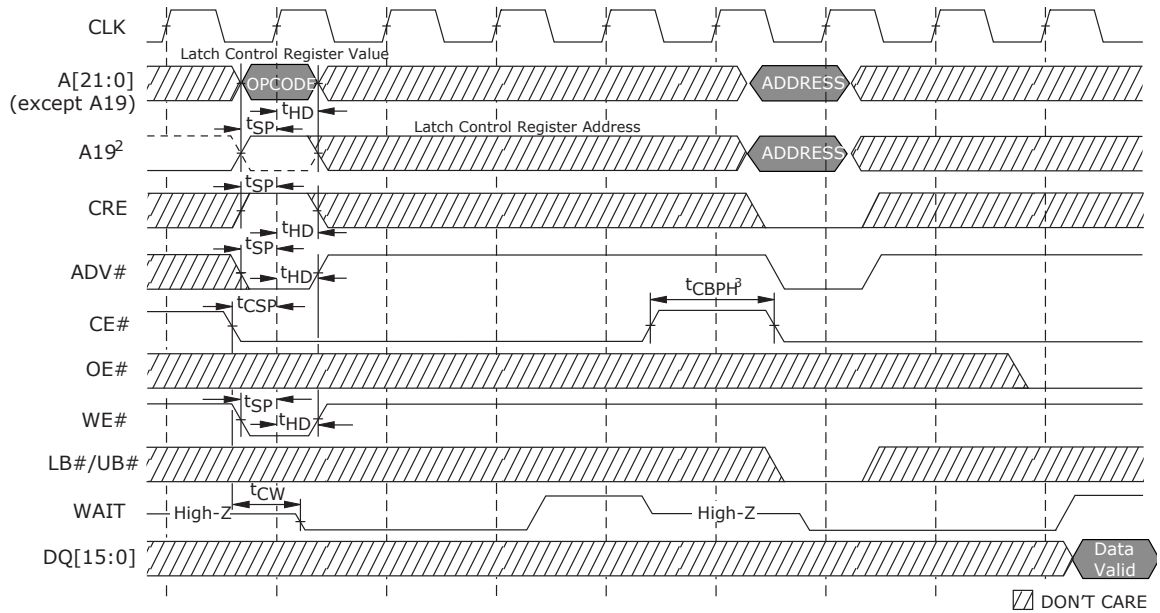 CLK
Latch Control Register Value
A[21:0]
(except A19)
OPCODE
ADDRESS
tHD
tSP
Latch Control Register Address
A19²
ADDRESS
tSP
CRE
tHD
tSP
ADV#
tHD
tCBPH³
tCSP
CE#
OE#
tSP
WE#
tHD
LB#/UB#
tCW
WAIT
High-Z
High-Z
DQ[15:0]
Data
Valid
DON'T CARE